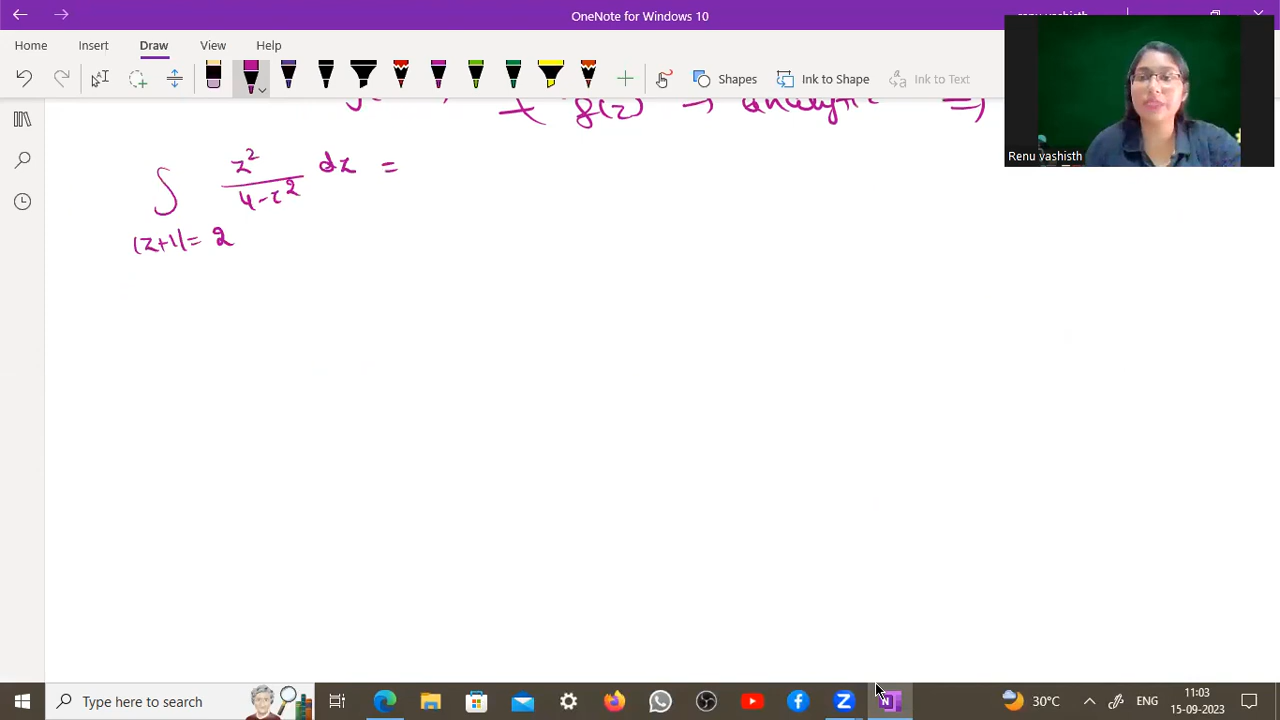 OneNote for Windows 10
Home Insert Draw View Help
Shapes Ink to Shape Ink to Text
f(z) → analytic ⇒
∫ z²/4-z² dz =
|z+1| = 2
Renu vashisth
Type here to search
30°C
ENG
11:03
15-09-2023